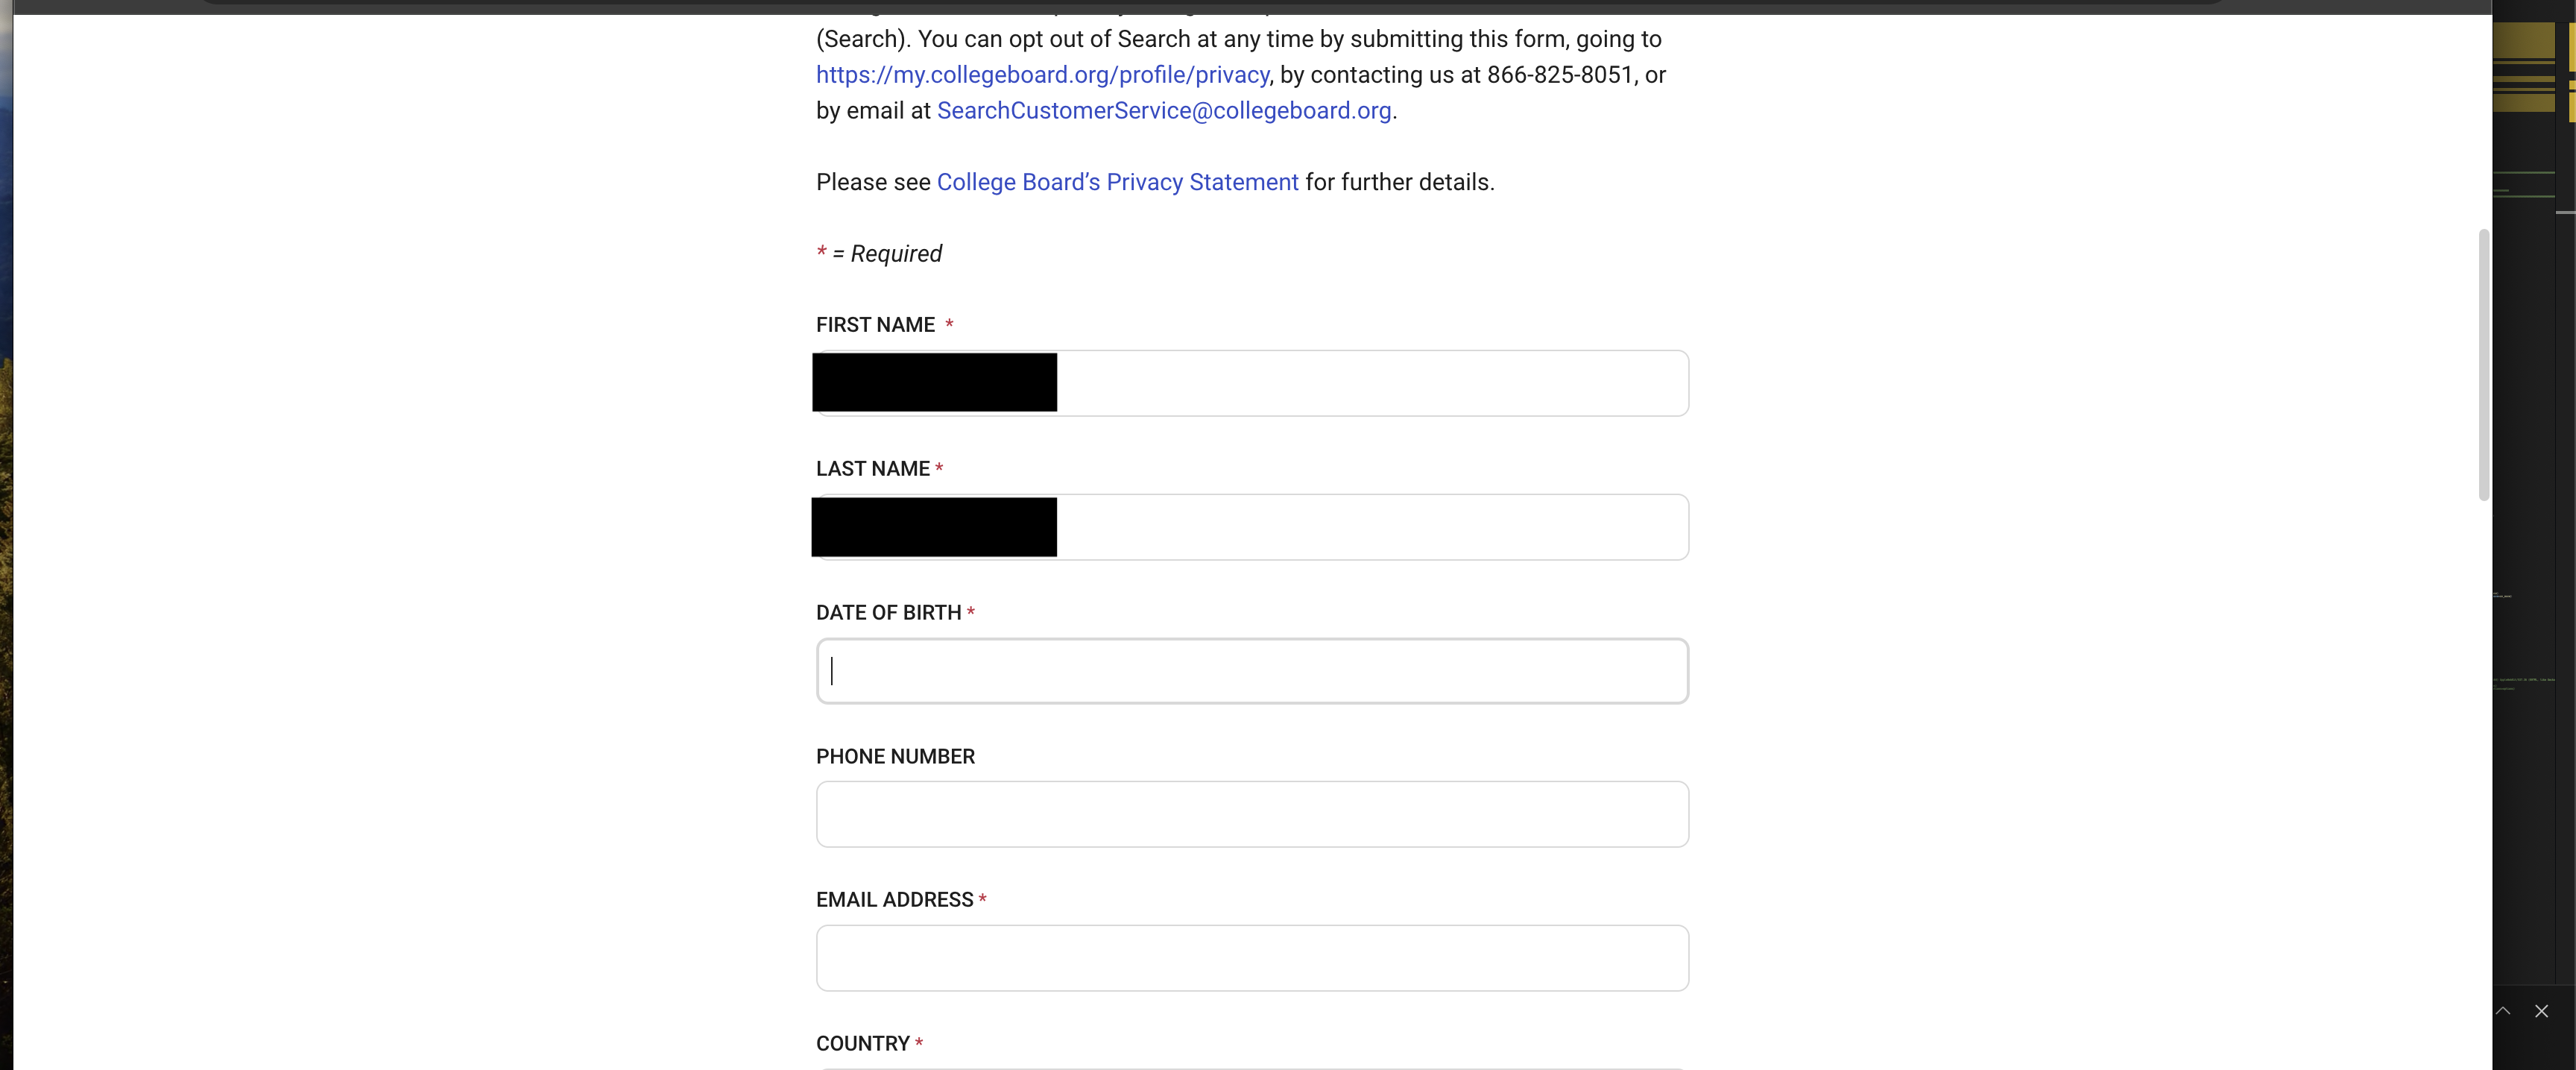 (Search). You can opt out of Search at any time by submitting this form, going to
https://my.collegeboard.org/profile/privacy, by contacting us at 866-825-8051, or
by email at SearchCustomerService@collegeboard.org.
Please see College Board’s Privacy Statement for further details.
* = Required
FIRST NAME *
LAST NAME *
DATE OF BIRTH *
PHONE NUMBER
EMAIL ADDRESS *
COUNTRY *